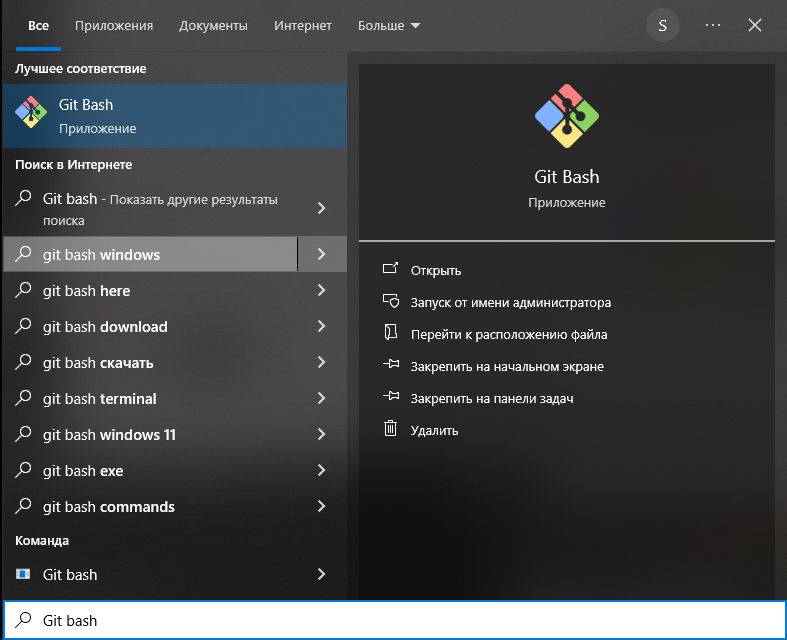 Все Приложения Документы Интернет Больше S
Лучшее соответствие
Git Bash
Приложение
Поиск в Интернете
Git bash - Показать другие результаты
поиска
git bash windows
git bash here
git bash download
git bash скачать
git bash terminal
git bash windows 11
git bash exe
git bash commands
Команда
Git bash
Git Bash
Приложение
Открыть
Запуск от имени администратора
Перейти к расположению файла
Закрепить на начальном экране
Закрепить на панели задач
Удалить
Git bash